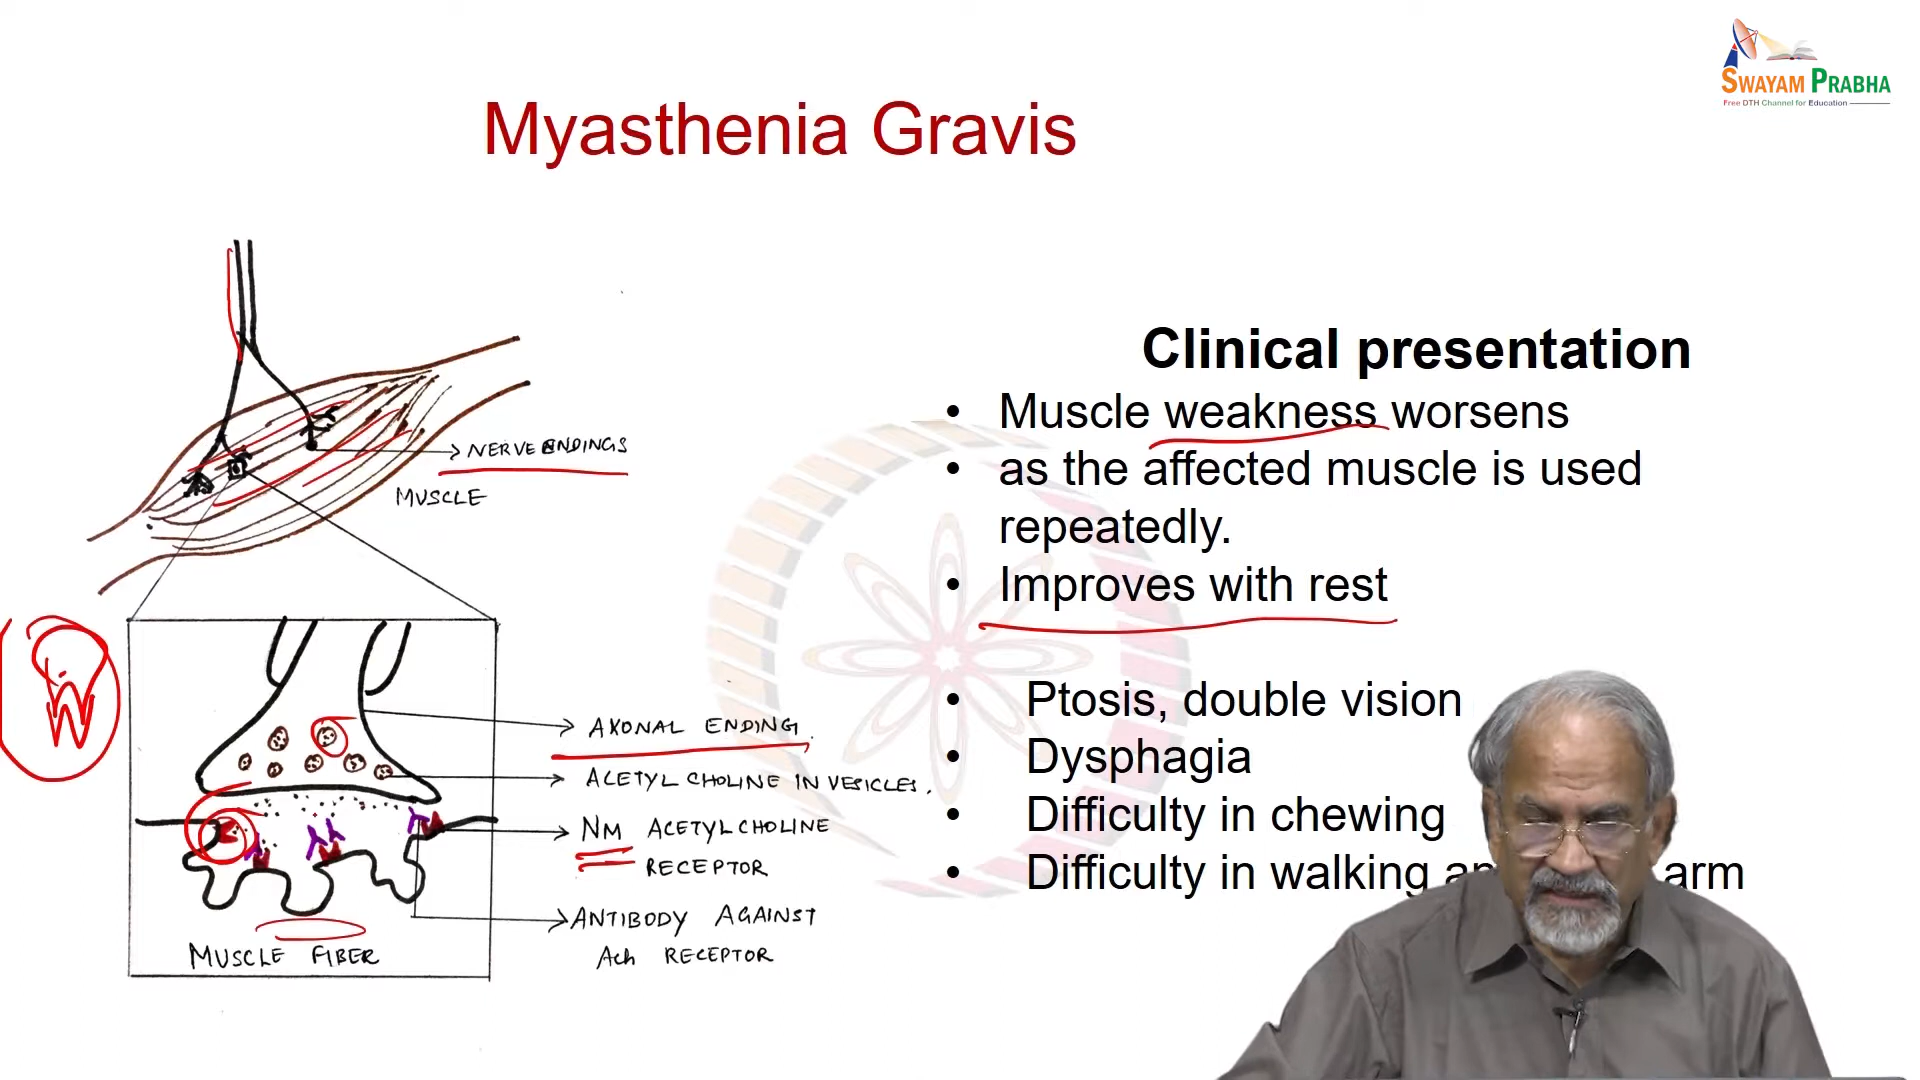 SWAYAM PRABHA
Free DTH Channel for Education
Myasthenia Gravis
NERVE ENDINGS
MUSCLE
AXONAL ENDING.
ACETYL CHOLINE IN VESICLES.
NM ACETYLCHOLINE
RECEPTOR
ANTIBODY AGAINST
Ach RECEPTOR
MUSCLE FIBER
Clinical presentation
• Muscle weakness worsens
• as the affected muscle is used
repeatedly.
• Improves with rest
• Ptosis, double vision
• Dysphagia
• Difficulty in chewing
• Difficulty in walking arm